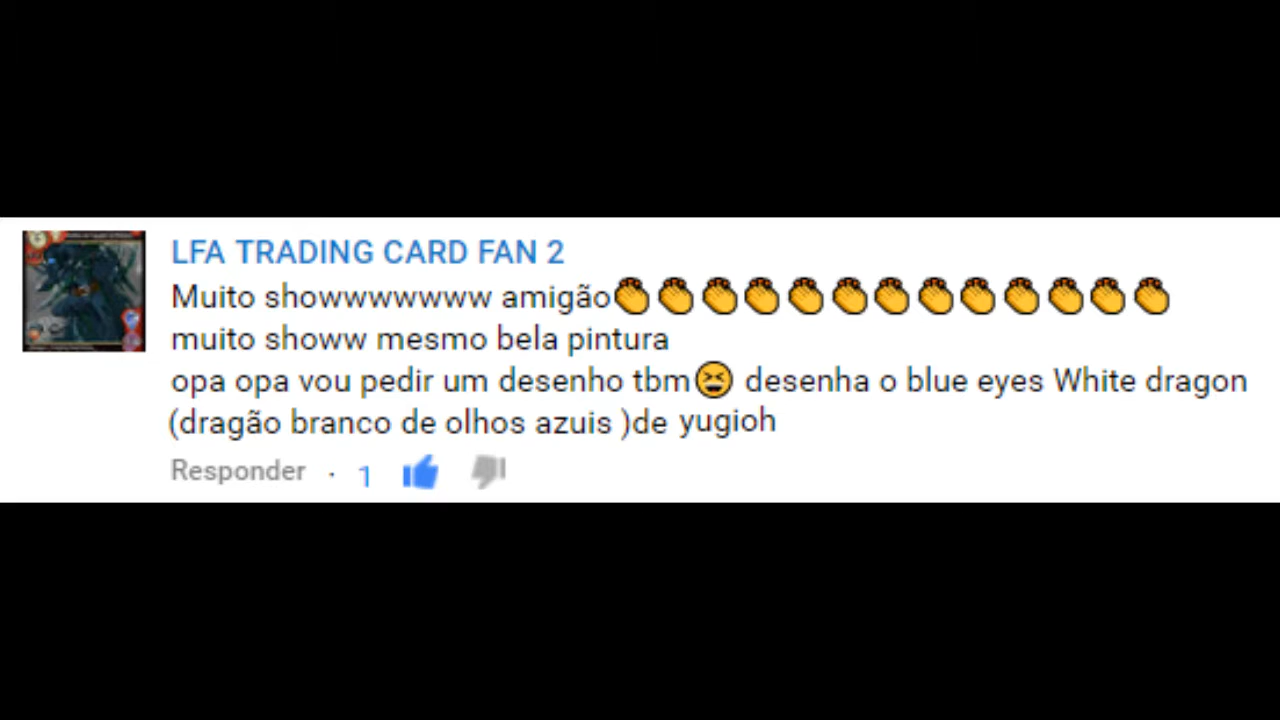 LFA TRADING CARD FAN 2
Muito showwwwwww amigão👏👏👏👏👏👏👏👏👏👏👏👏👏
muito showw mesmo bela pintura
opa opa vou pedir um desenho tbm😆 desenha o blue eyes White dragon
(dragão branco de olhos azuis )de yugioh
Responder · 1